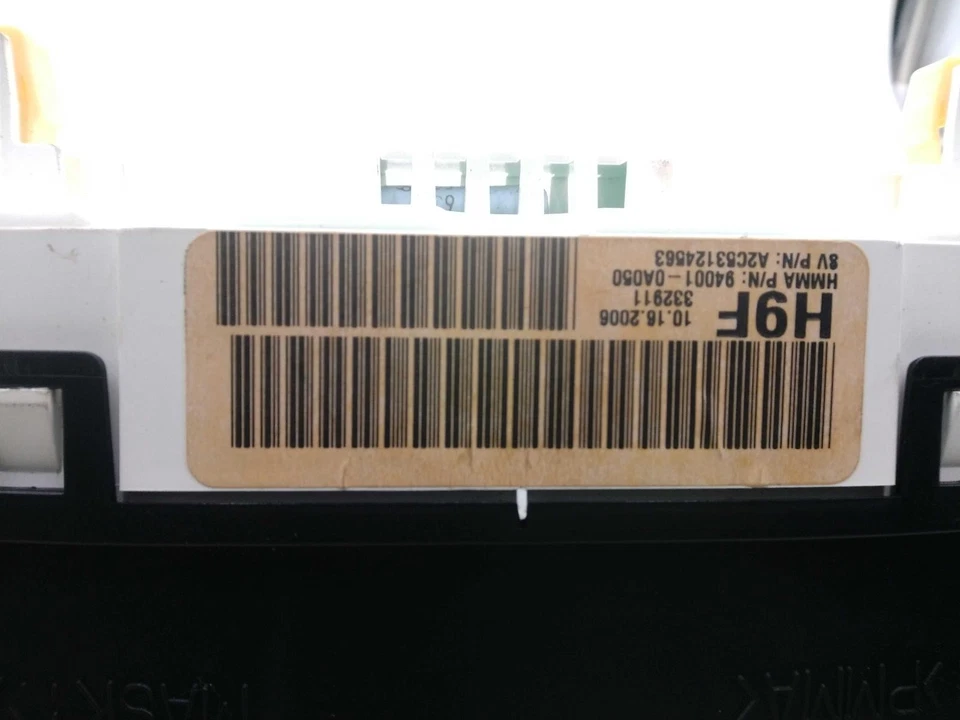 H9F
10.16.2006
332911
HMMA P/N: 94001-0A050
8V P/N: A2C53124563